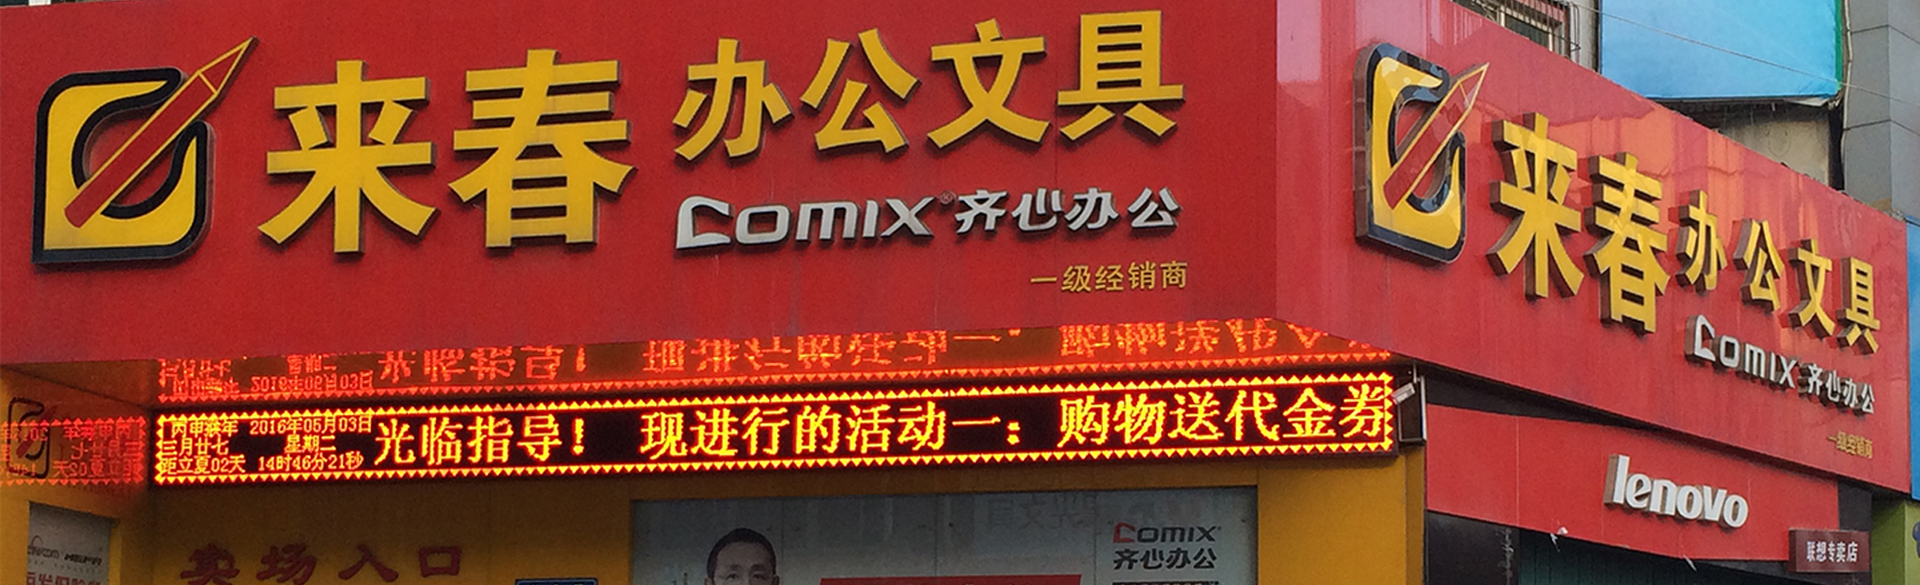 来春办公文具
COMIX®齐心办公
一级经销商
丙申猴年 2016年05月03日
三月廿七 星期二
距立夏02天 14时46分21秒
光临指导! 现进行的活动一:购物送代金券
卖场入口
COMIX
齐心办公
来春办公文具
COMIX 齐心办公
一级经销商
lenovo
联想专卖店